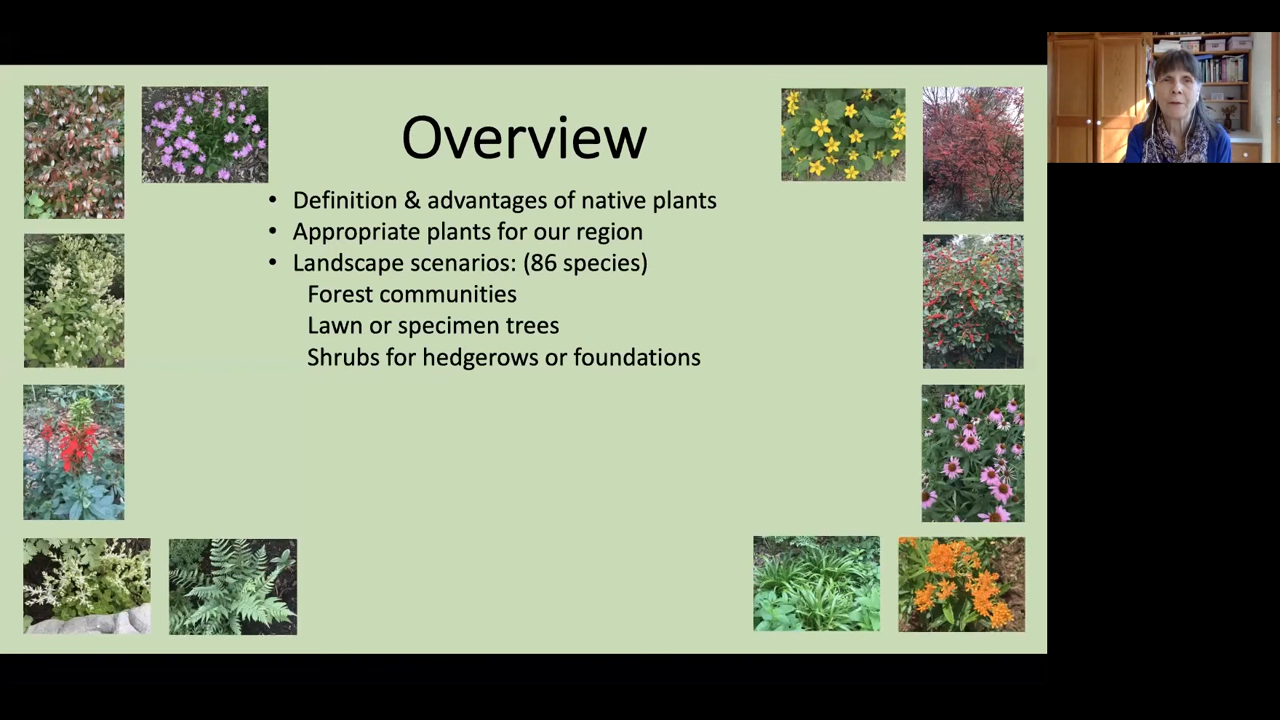 Overview
• Definition & advantages of native plants
• Appropriate plants for our region
• Landscape scenarios: (86 species)
Forest communities
Lawn or specimen trees
Shrubs for hedgerows or foundations